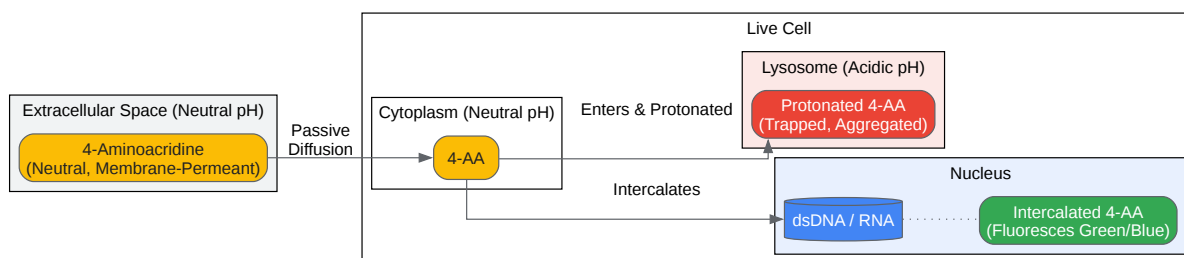 Live Cell
Lysosome (Acidic pH)
Extracellular Space (Neutral pH)
Cytoplasm (Neutral pH)
Enters & Protonated
Protonated 4-AA
(Trapped, Aggregated)
Passive
Diffusion
4-Aminoacridine
(Neutral, Membrane-Permeant)
4-AA
Intercalates
Nucleus
dsDNA / RNA
Intercalated 4-AA
(Fluoresces Green/Blue)